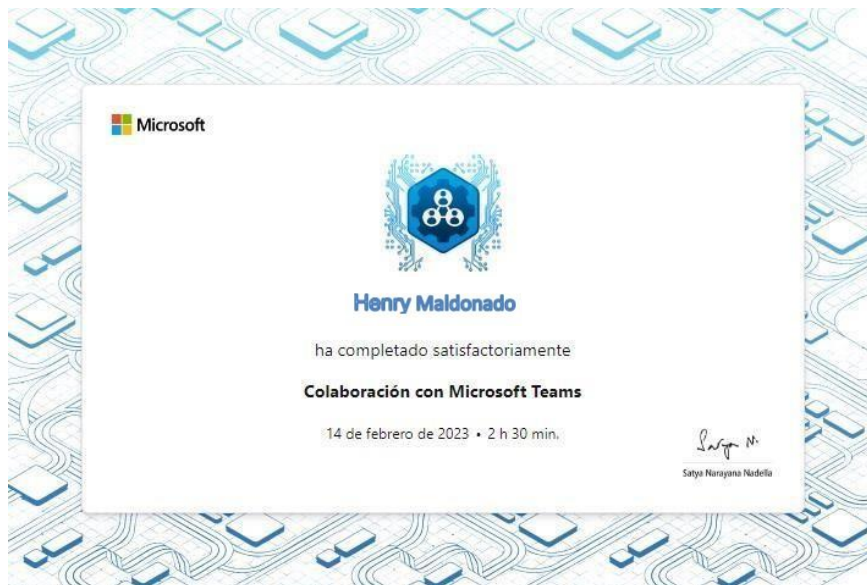 Microsoft
Henry Maldonado
ha completado satisfactoriamente
Colaboración con Microsoft Teams
14 de febrero de 2023 • 2 h 30 min.
Satya N.
Satya Narayana Nadella